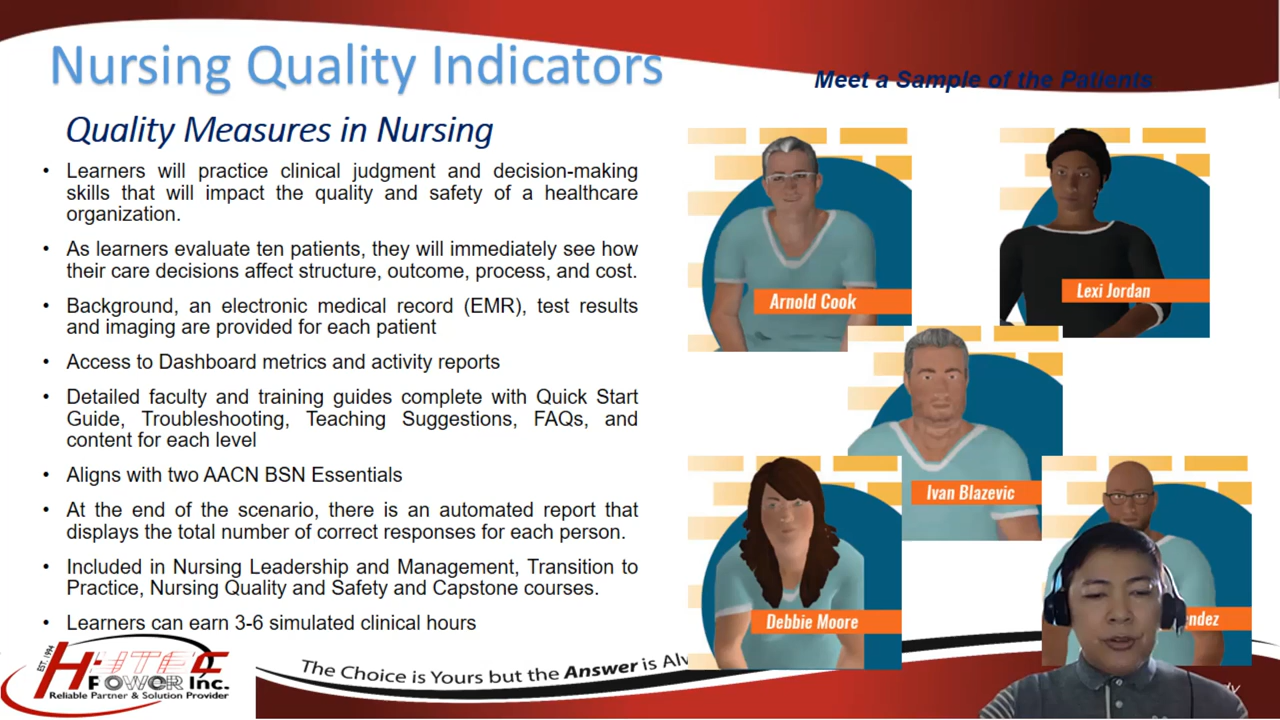 Nursing Quality Indicators
Meet a Sample of the Patients
Quality Measures in Nursing
• Learners will practice clinical judgment and decision-making
skills that will impact the quality and safety of a healthcare
organization.
• As learners evaluate ten patients, they will immediately see how
their care decisions affect structure, outcome, process, and cost.
• Background, an electronic medical record (EMR), test results
and imaging are provided for each patient
• Access to Dashboard metrics and activity reports
• Detailed faculty and training guides complete with Quick Start
Guide, Troubleshooting, Teaching Suggestions, FAQs, and
content for each level
• Aligns with two AACN BSN Essentials
• At the end of the scenario, there is an automated report that
displays the total number of correct responses for each person.
• Included in Nursing Leadership and Management, Transition to
Practice, Nursing Quality and Safety and Capstone courses.
• Learners can earn 3-6 simulated clinical hours
Arnold Cook
Lexi Jordan
Ivan Blazevic
Debbie Moore
ndez
EST. 1994
HUTEC
POWER Inc.
Reliable Partner & Solution Provider
The Choice is Yours but the Answer is